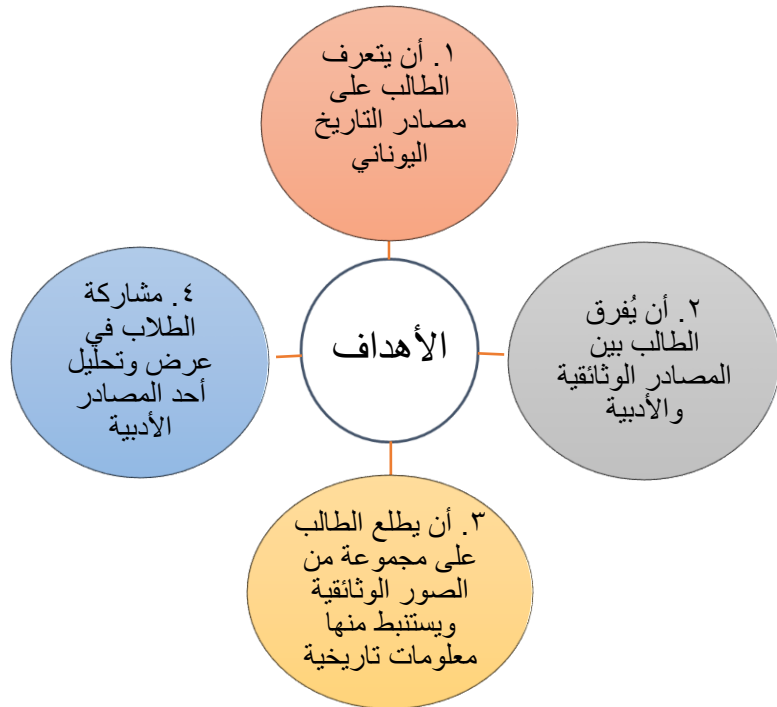 ١. أن يتعرف
الطالب على
مصادر التاريخ
اليوناني
الأهداف
٢. أن يُفرق
الطالب بين
المصادر الوثائقية
والأدبية
٣. أن يطلع الطالب
على مجموعة من
الصور الوثائقية
ويستنبط منها
معلومات تاريخية
٤. مشاركة
الطلاب في
عرض وتحليل
أحد المصادر
الأدبية